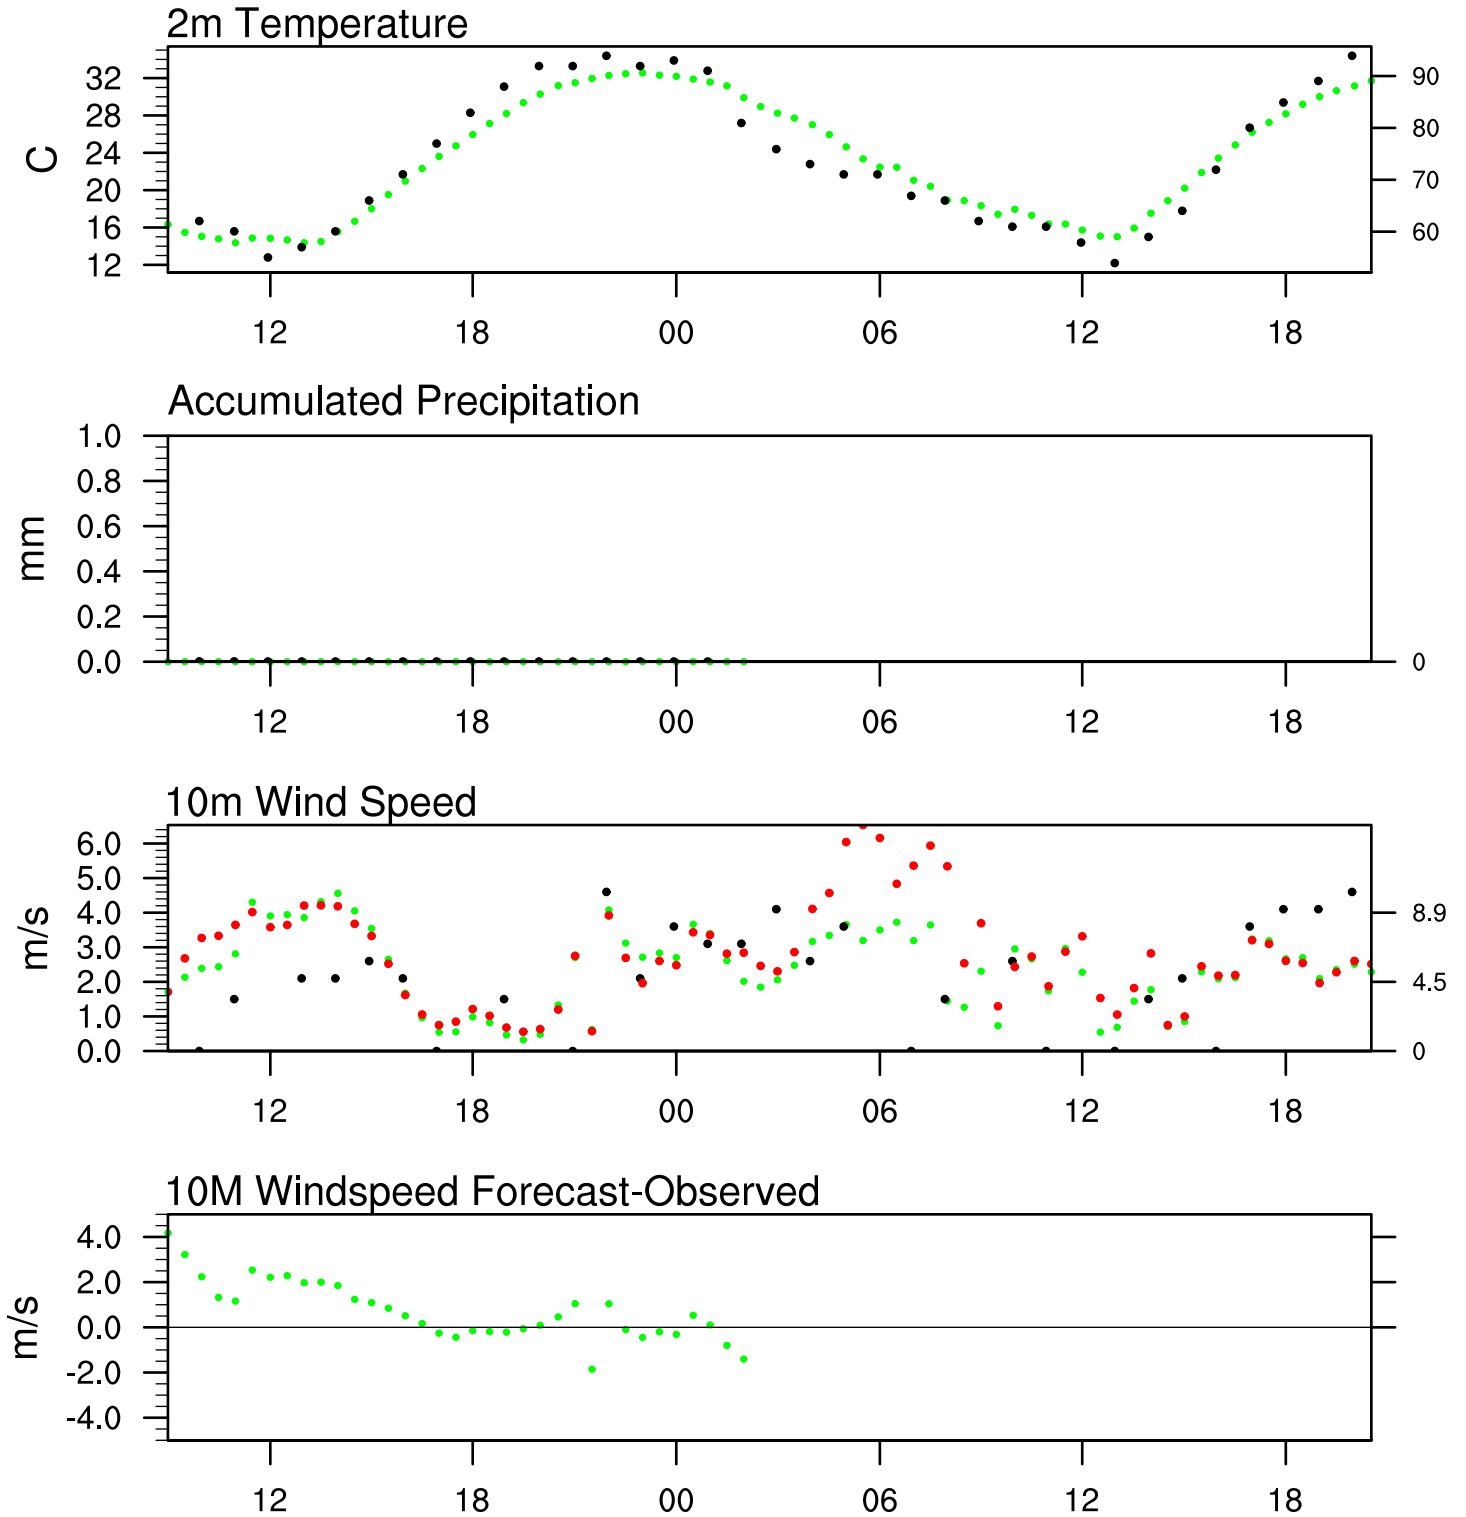 2m Temperature
32
28
24
20
16
12
C
90
80
70
60
12 18 00 06 12 18
Accumulated Precipitation
1.0
0.8
0.6
0.4
0.2
0.0
mm
0
12 18 00 06 12 18
10m Wind Speed
6.0
5.0
4.0
3.0
2.0
1.0
0.0
m/s
8.9
4.5
0
12 18 00 06 12 18
10M Windspeed Forecast-Observed
4.0
2.0
0.0
-2.0
-4.0
m/s
12 18 00 06 12 18